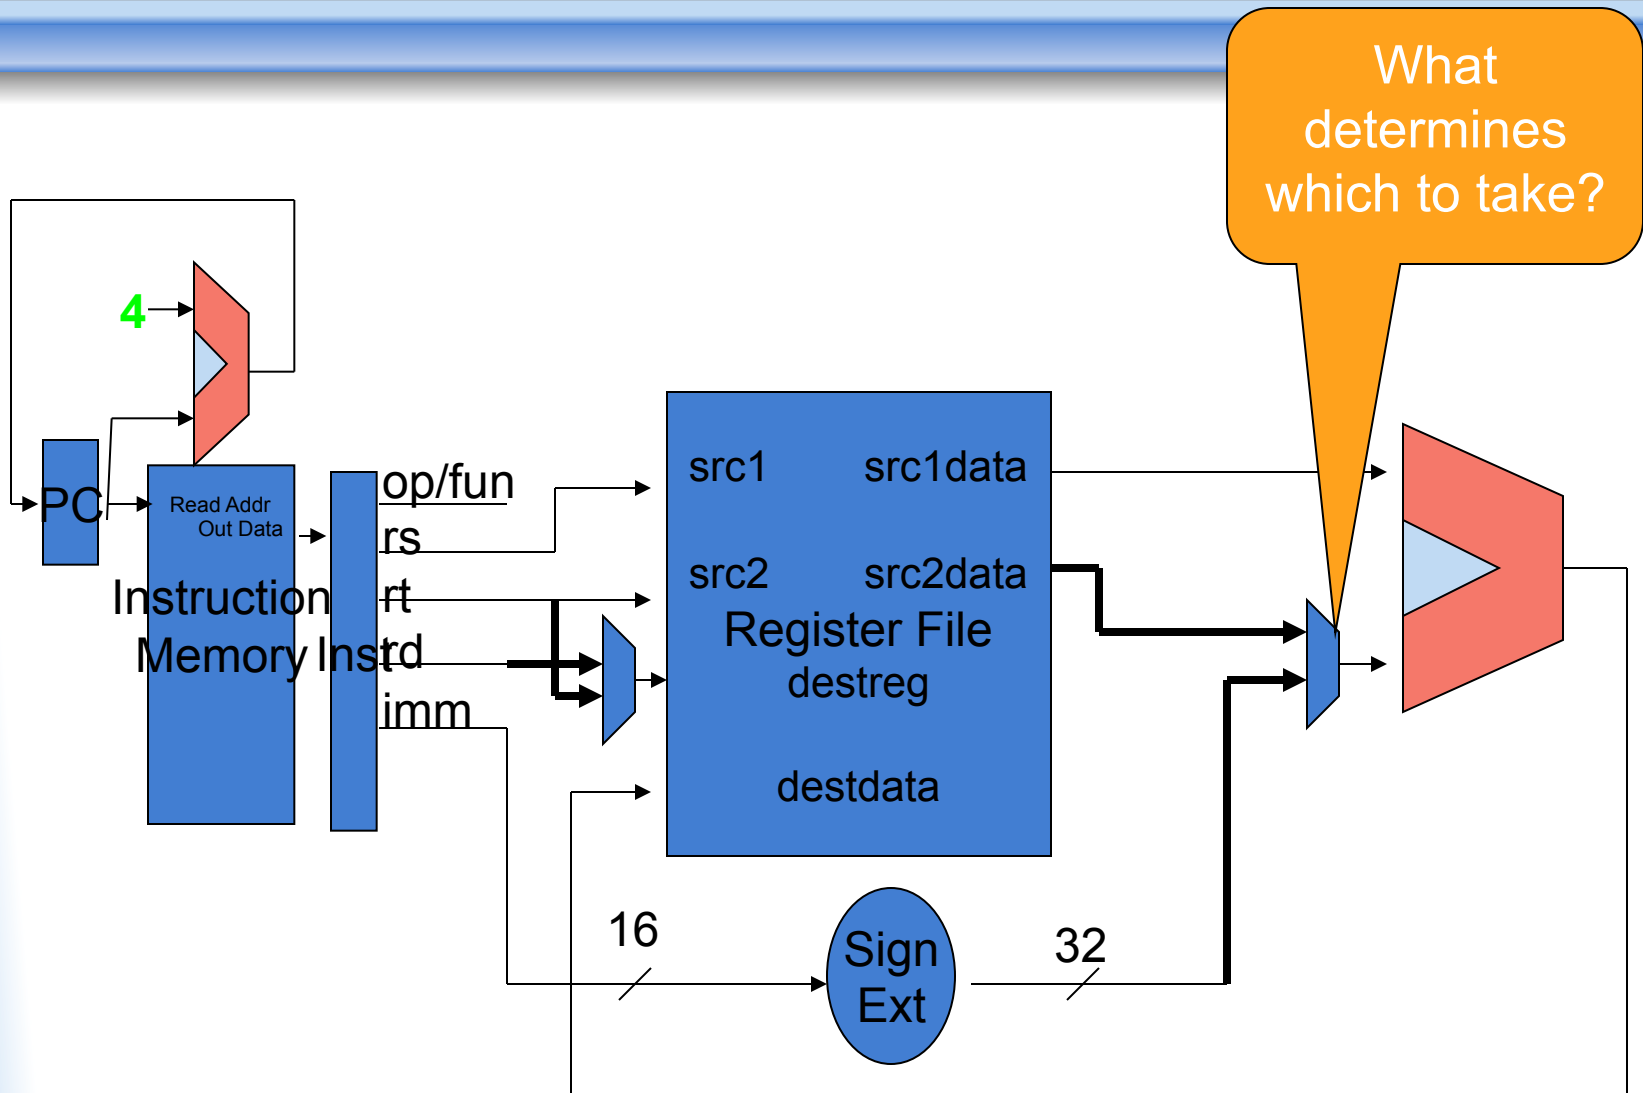 What
determines
which to take?
4
PC
Read Addr
Out Data
Instruction
Memory
Inst
op/fun
rs
rt
rd
imm
src1
src1data
src2
src2data
Register File
destreg
destdata
16
Sign
Ext
32